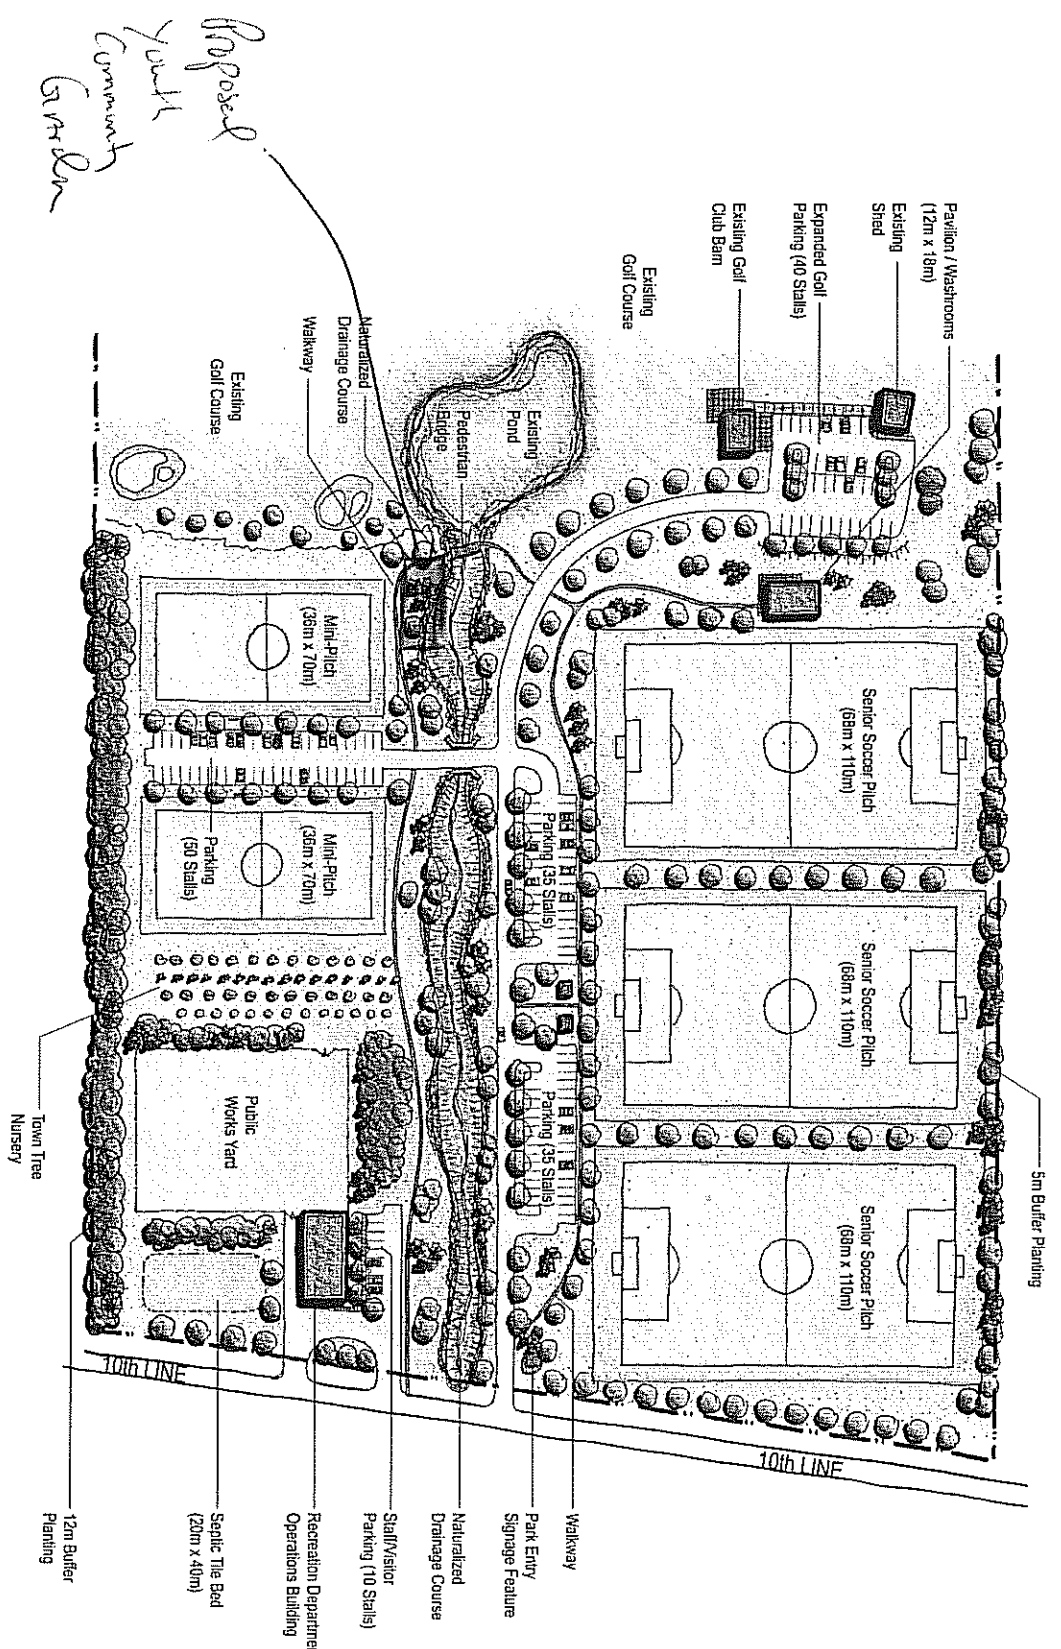 Proposed
Youth
Community
Garden
Pavilion / Washrooms
(12m x 18m)
Existing
Shed
Expanded Golf
Parking (40 Stalls)
Existing Golf
Club Barn
Existing
Golf Course
Naturalized
Drainage Course
Walkway
Existing
Golf Course
Existing
Pond
Pedestrian
Bridge
Senior Soccer Pitch
(68m x 110m)
Senior Soccer Pitch
(68m x 110m)
Senior Soccer Pitch
(68m x 110m)
Parking (35 Stalls)
Parking (35 Stalls)
Mini-Pitch
(36m x 70m)
Mini-Pitch
(36m x 70m)
Parking
(50 Stalls)
Public
Works Yard
5m Buffer Planting
Town Tree
Nursery
10th LINE
10th LINE
Walkway
Park Entry
Signage Feature
Naturalized
Drainage Course
Staff/Visitor
Parking (10 Stalls)
Recreation Departme
Operations Building
Septic Tile Bed
(20m x 40m)
12m Buffer
Planting